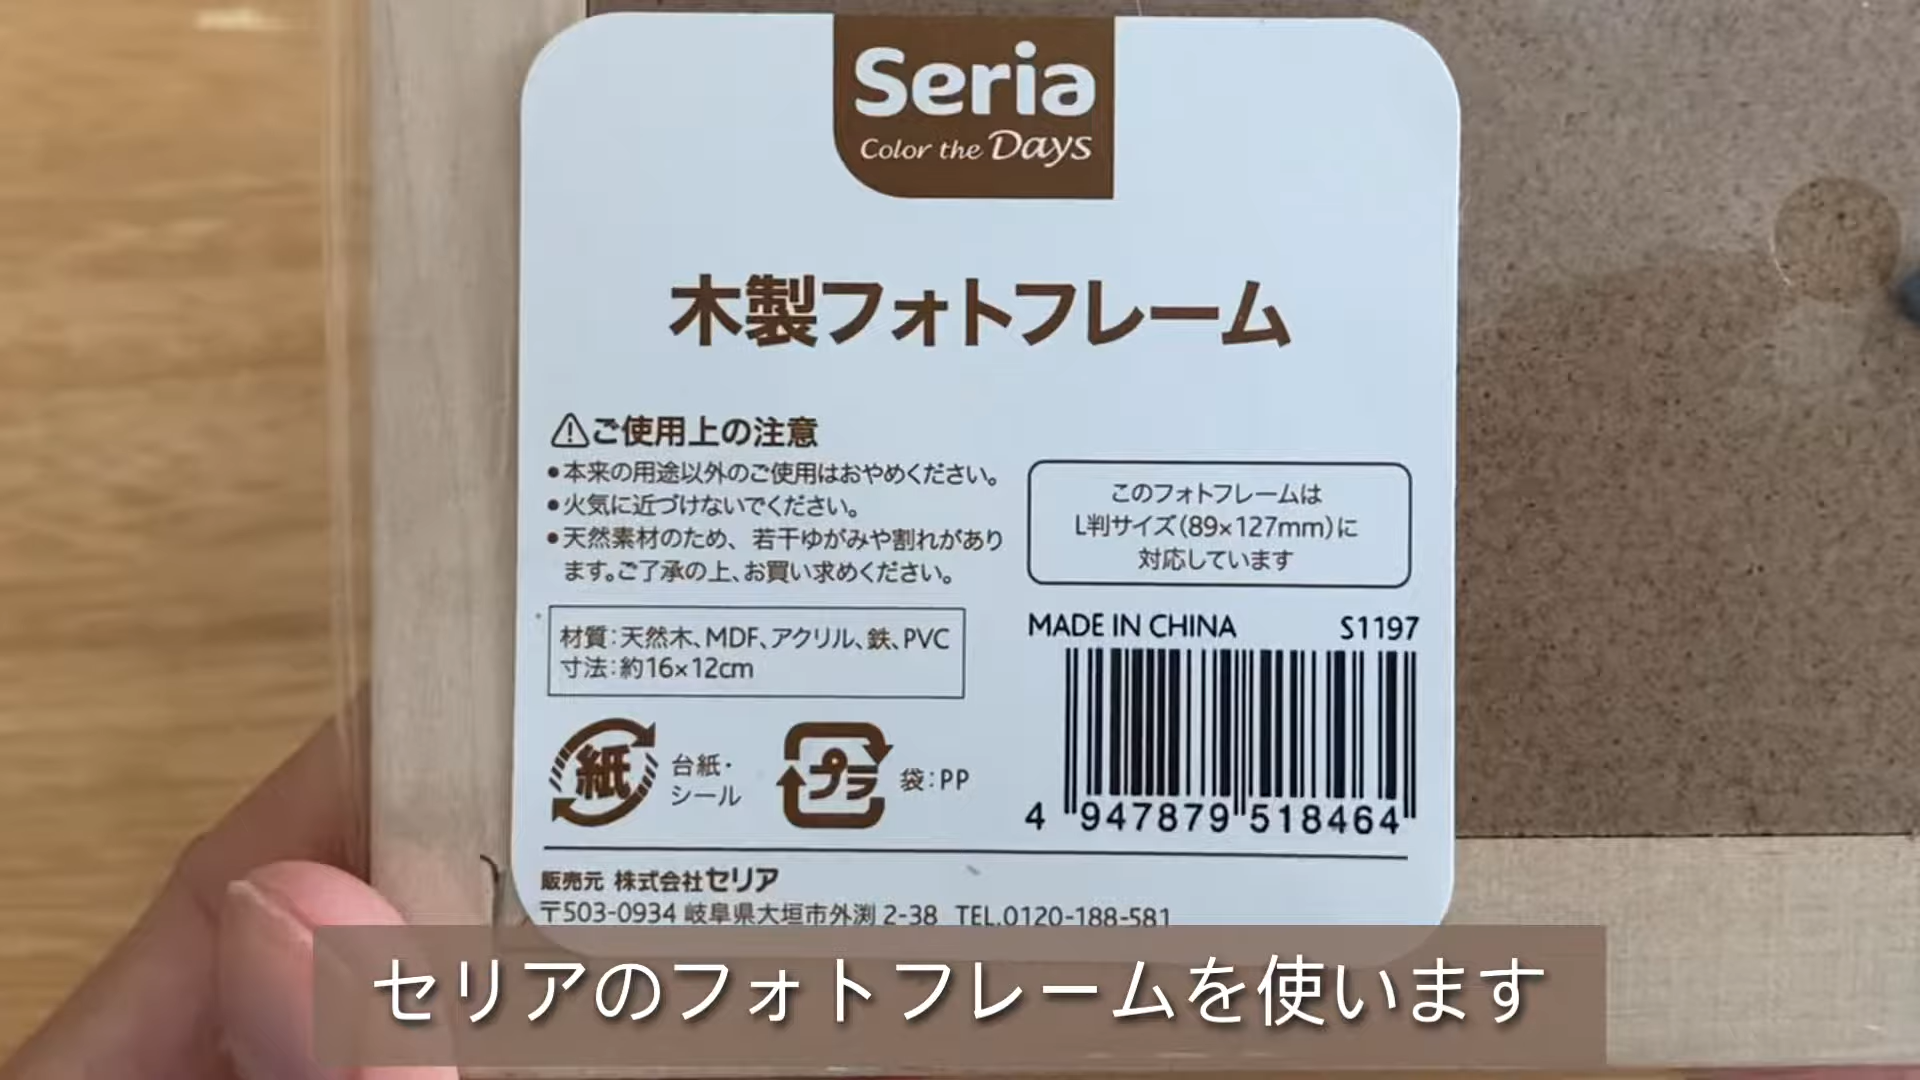 Seria
Color the Days
木製フォトフレーム
⚠ご使用上の注意
●本来の用途以外のご使用はおやめください。
●火気に近づけないでください。
●天然素材のため、若干ゆがみや割れがあり
ます。ご了承の上、お買い求めください。
このフォトフレームは
L判サイズ(89×127mm)に
対応しています
材質:天然木、MDF、アクリル、鉄、PVC
寸法:約16×12cm
MADE IN CHINA S1197
紙 台紙・
シール
プラ 袋:PP
4 947879 518464
販売元 株式会社セリア
〒503-0934 岐阜県大垣市外渕 2-38 TEL.0120-188-581
セリアのフォトフレームを使います